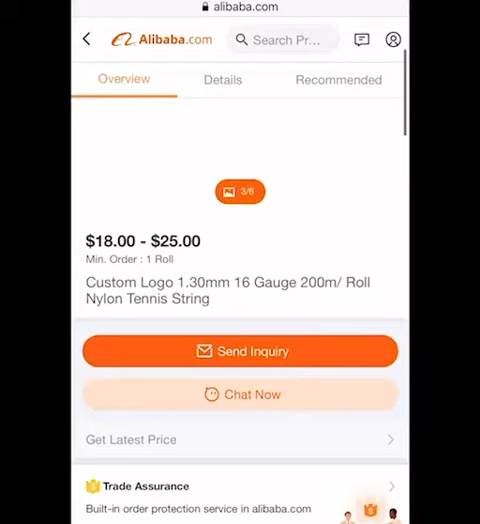 alibaba.com
Alibaba.com
Search Pr...
Overview
Details
Recommended
3/6
$18.00 - $25.00
Min. Order : 1 Roll
Custom Logo 1.30mm 16 Gauge 200m/ Roll
Nylon Tennis String
Send Inquiry
Chat Now
Get Latest Price
Trade Assurance
Built-in order protection service in alibaba.com